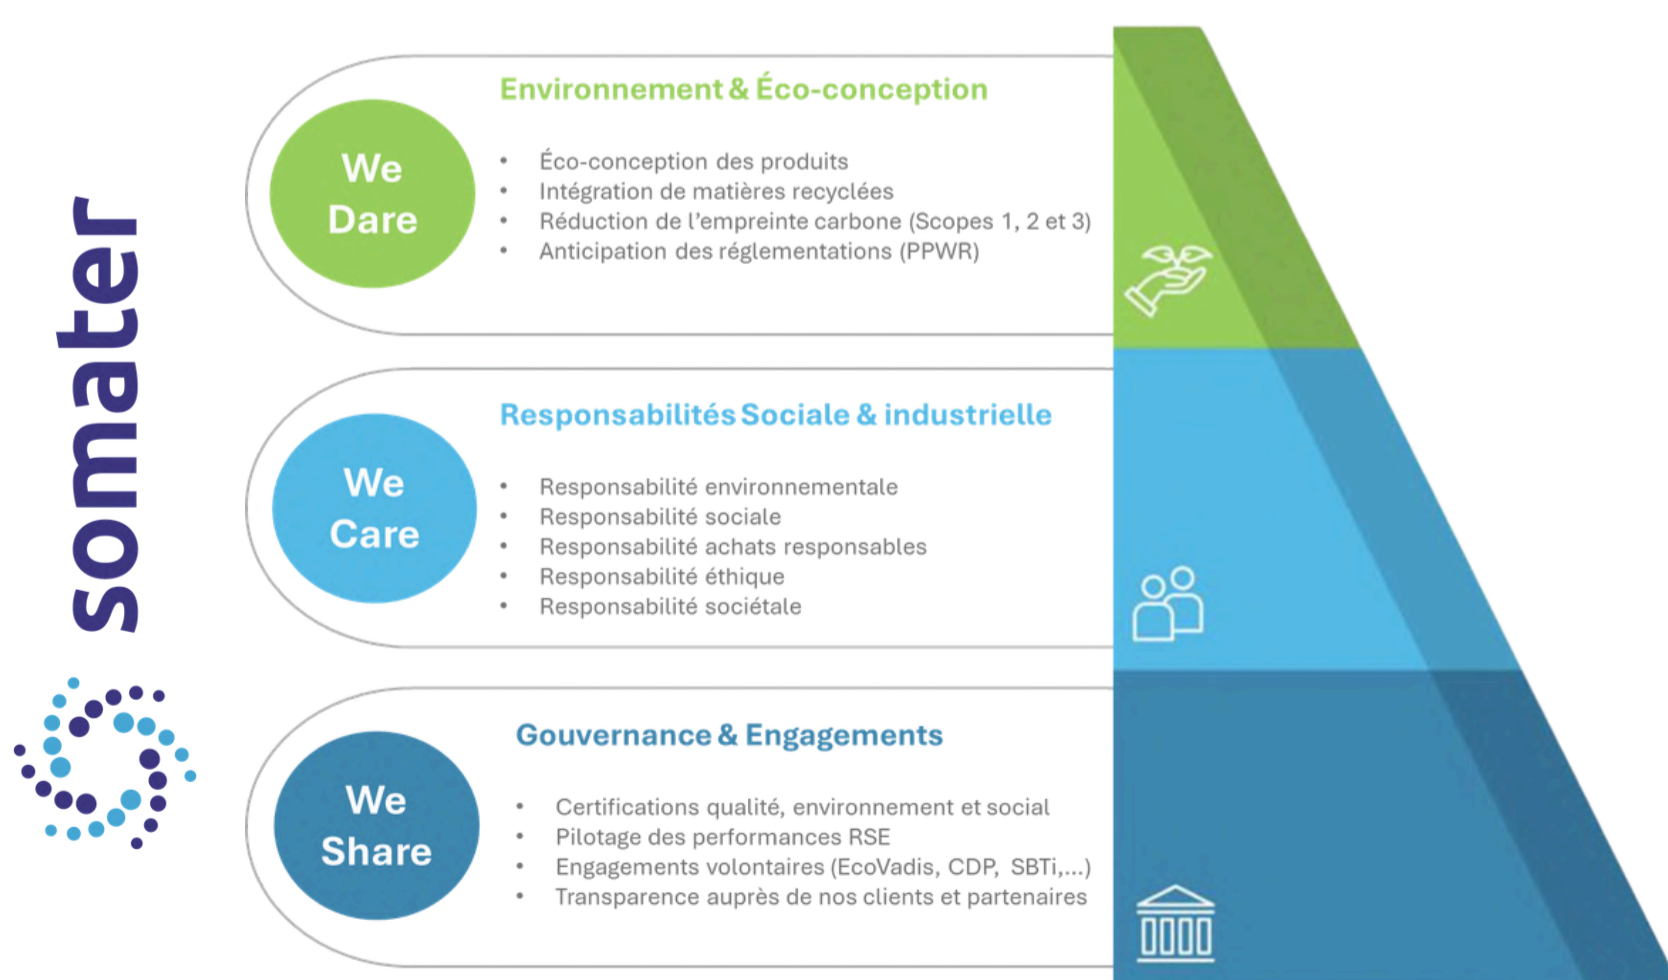 somater
We
Dare
Environnement & Éco-conception
• Éco-conception des produits
• Intégration de matières recyclées
• Réduction de l’empreinte carbone (Scopes 1, 2 et 3)
• Anticipation des réglementations (PPWR)
We
Care
Responsabilités Sociale & industrielle
• Responsabilité environnementale
• Responsabilité sociale
• Responsabilité achats responsables
• Responsabilité éthique
• Responsabilité sociétale
We
Share
Gouvernance & Engagements
• Certifications qualité, environnement et social
• Pilotage des performances RSE
• Engagements volontaires (EcoVadis, CDP, SBTi,...)
• Transparence auprès de nos clients et partenaires